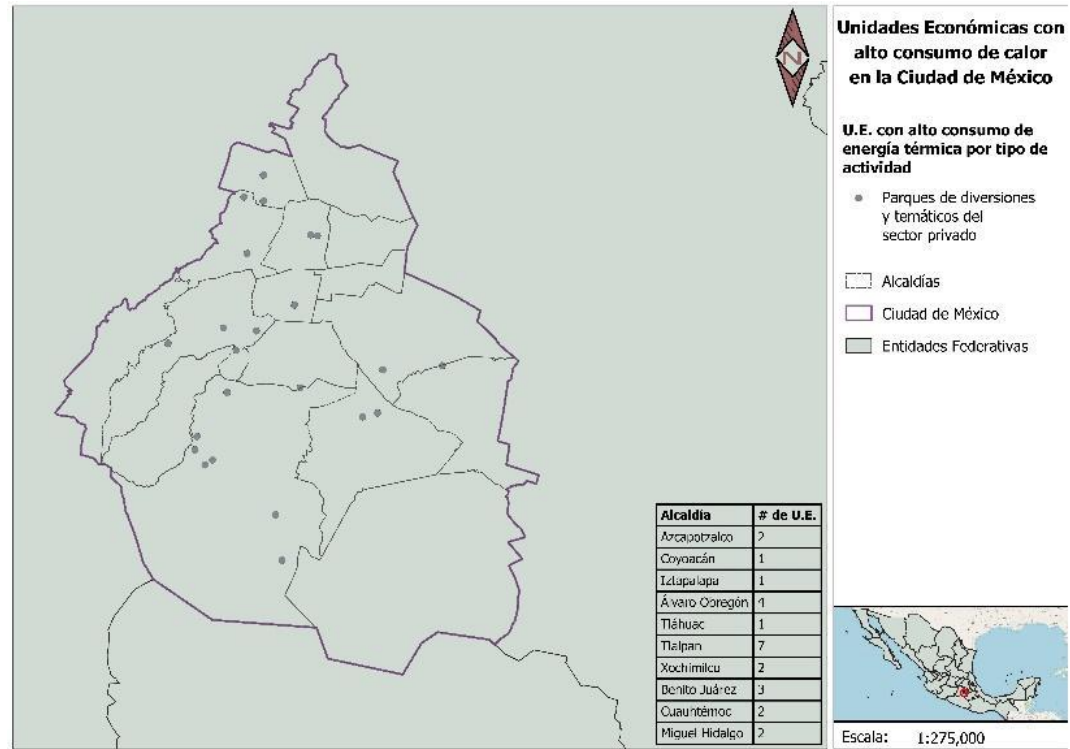 N
Unidades Económicas con
alto consumo de calor
en la Ciudad de México
U.E. con alto consumo de
energía térmica por tipo de
actividad
Parques de diversiones
y temáticos del
sector privado
Alcaldías
Ciudad de México
Entidades Federativas
Alcaldía # de U.E.
Azcapotzalco 2
Coyoacán 1
Iztapalapa 1
Álvaro Obregón 4
Tláhuac 1
Tlalpan 7
Xochimilco 2
Benito Juárez 3
Cuauhtémoc 2
Miguel Hidalgo 2
Escala: 1:275,000